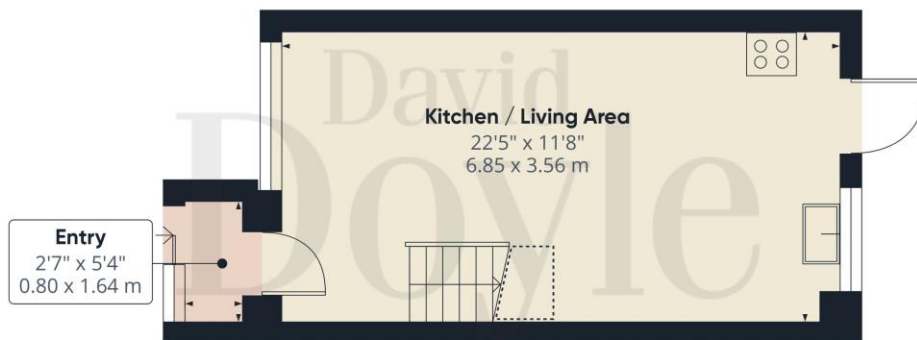 David
Doyle
Kitchen / Living Area
22'5" x 11'8"
6.85 x 3.56 m
Entry
2'7" x 5'4"
0.80 x 1.64 m